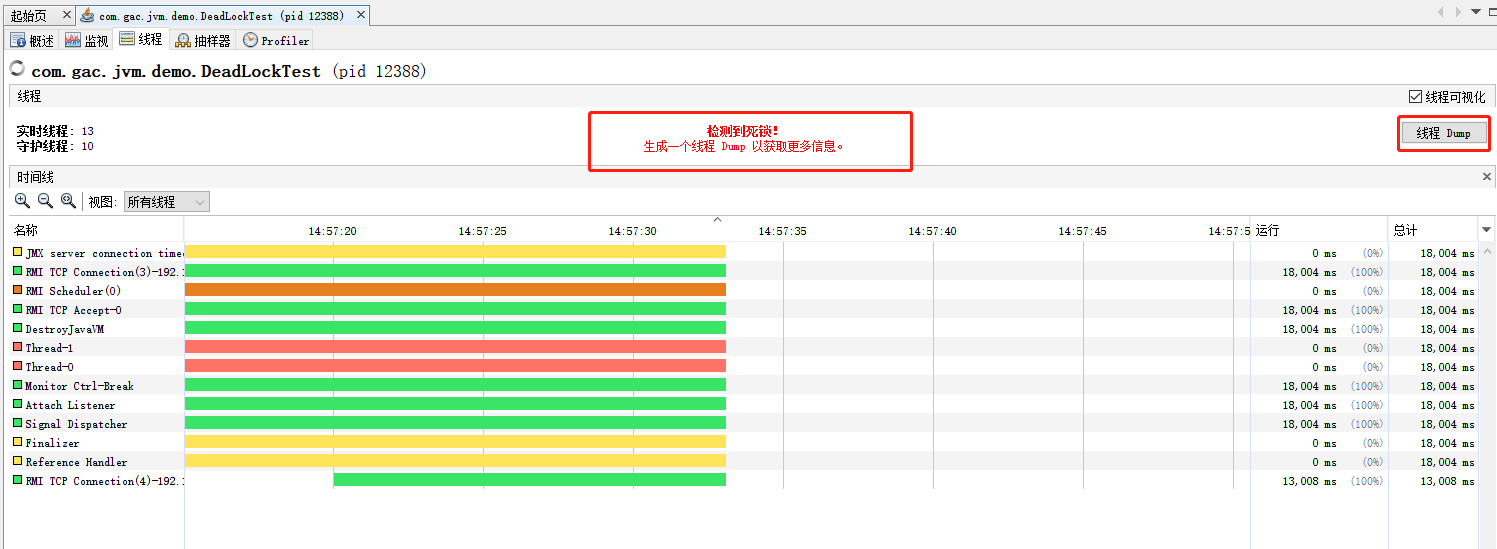 起始页 com.gac.jvm.demo.DeadLockTest (pid 12388)
概述 监视 线程 抽样器 Profiler
com.gac.jvm.demo.DeadLockTest (pid 12388)
线程 线程可视化
实时线程: 13
守护线程: 10
检测到死锁!
生成一个线程 Dump 以获取更多信息。
线程 Dump
时间线
视图: 所有线程
名称 14:57:20 14:57:25 14:57:30 14:57:35 14:57:40 14:57:45 14:57:5 运行 总计
JMX server connection time 0 ms (0%) 18,004 ms
RMI TCP Connection(3)-192. 18,004 ms (100%) 18,004 ms
RMI Scheduler(0) 0 ms (0%) 18,004 ms
RMI TCP Accept-0 18,004 ms (100%) 18,004 ms
DestroyJavaVM 18,004 ms (100%) 18,004 ms
Thread-1 0 ms (0%) 18,004 ms
Thread-0 0 ms (0%) 18,004 ms
Monitor Ctrl-Break 18,004 ms (100%) 18,004 ms
Attach Listener 18,004 ms (100%) 18,004 ms
Signal Dispatcher 18,004 ms (100%) 18,004 ms
Finalizer 0 ms (0%) 18,004 ms
Reference Handler 0 ms (0%) 18,004 ms
RMI TCP Connection(4)-192. 13,008 ms (100%) 13,008 ms